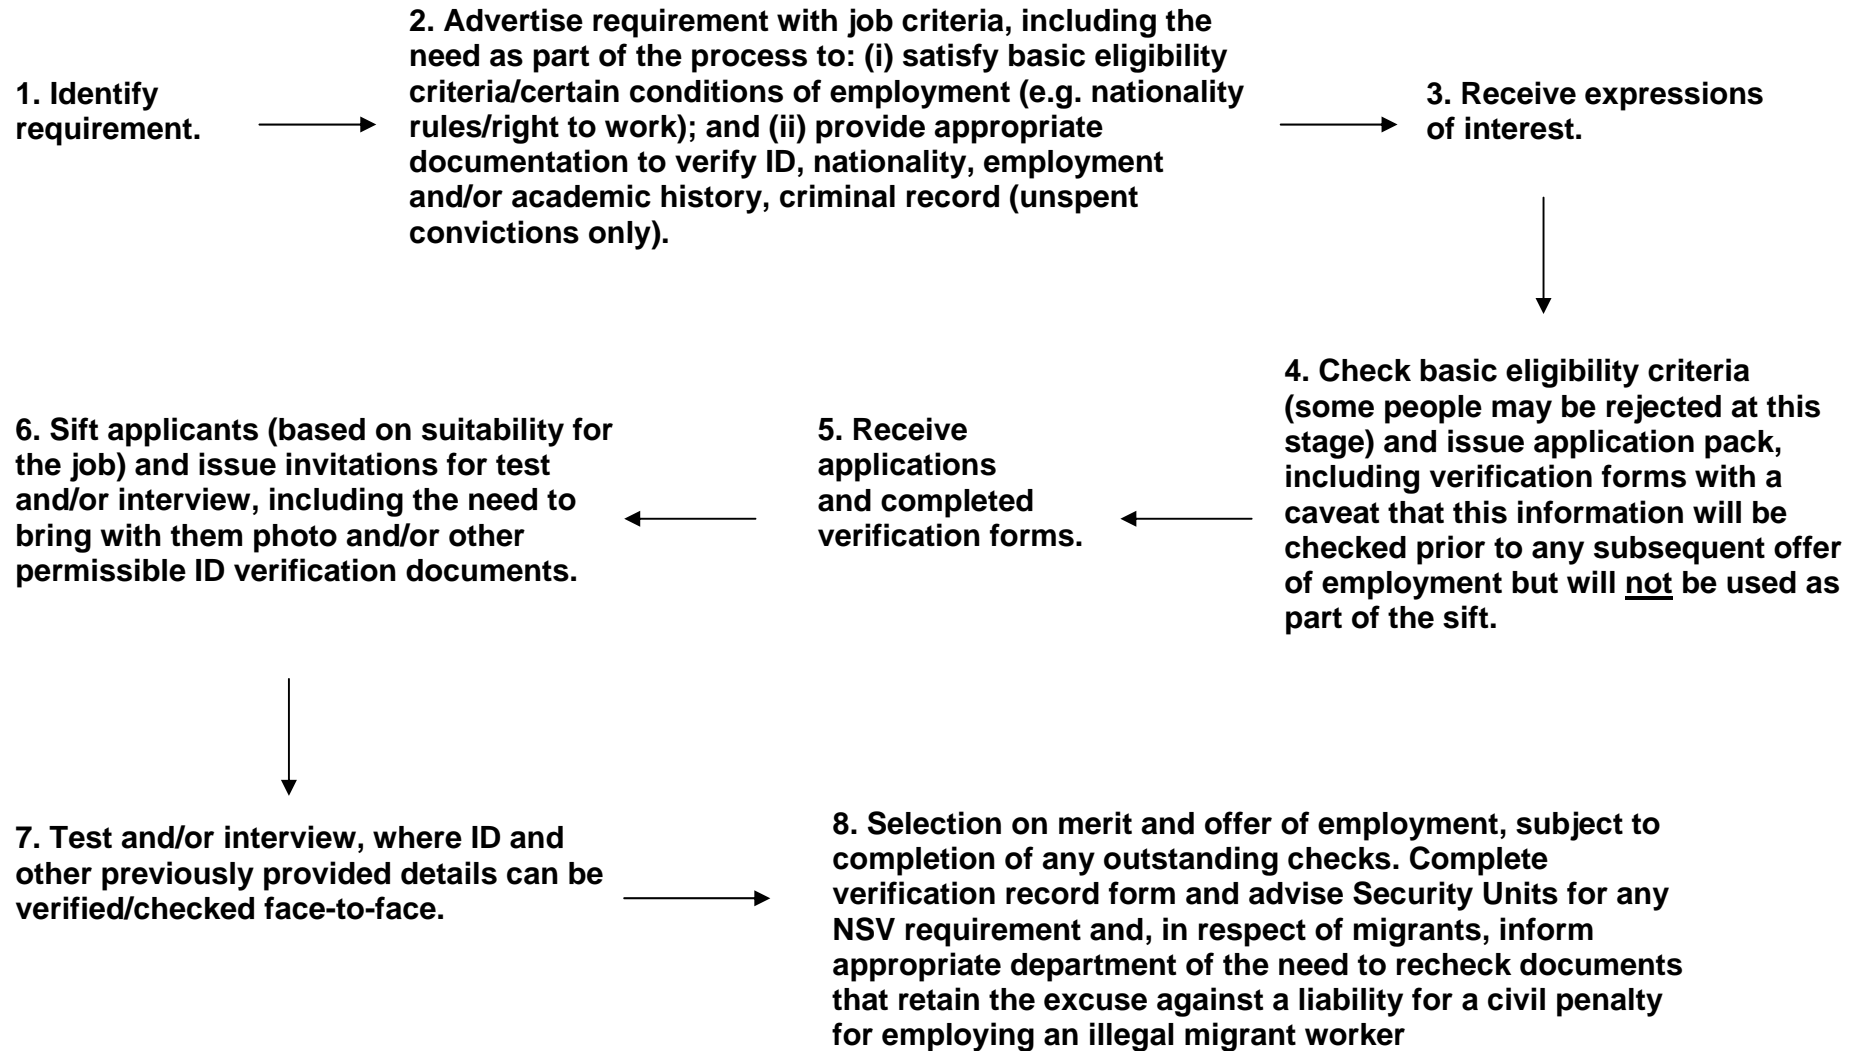 1. Identify
requirement.
2. Advertise requirement with job criteria, including the
need as part of the process to: (i) satisfy basic eligibility
criteria/certain conditions of employment (e.g. nationality
rules/right to work); and (ii) provide appropriate
documentation to verify ID, nationality, employment
and/or academic history, criminal record (unspent
convictions only).
3. Receive expressions
of interest.
4. Check basic eligibility criteria
(some people may be rejected at this
stage) and issue application pack,
including verification forms with a
caveat that this information will be
checked prior to any subsequent offer
of employment but will not be used as
part of the sift.
5. Receive
applications
and completed
verification forms.
6. Sift applicants (based on suitability for
the job) and issue invitations for test
and/or interview, including the need to
bring with them photo and/or other
permissible ID verification documents.
7. Test and/or interview, where ID and
other previously provided details can be
verified/checked face-to-face.
8. Selection on merit and offer of employment, subject to
completion of any outstanding checks. Complete
verification record form and advise Security Units for any
NSV requirement and, in respect of migrants, inform
appropriate department of the need to recheck documents
that retain the excuse against a liability for a civil penalty
for employing an illegal migrant worker